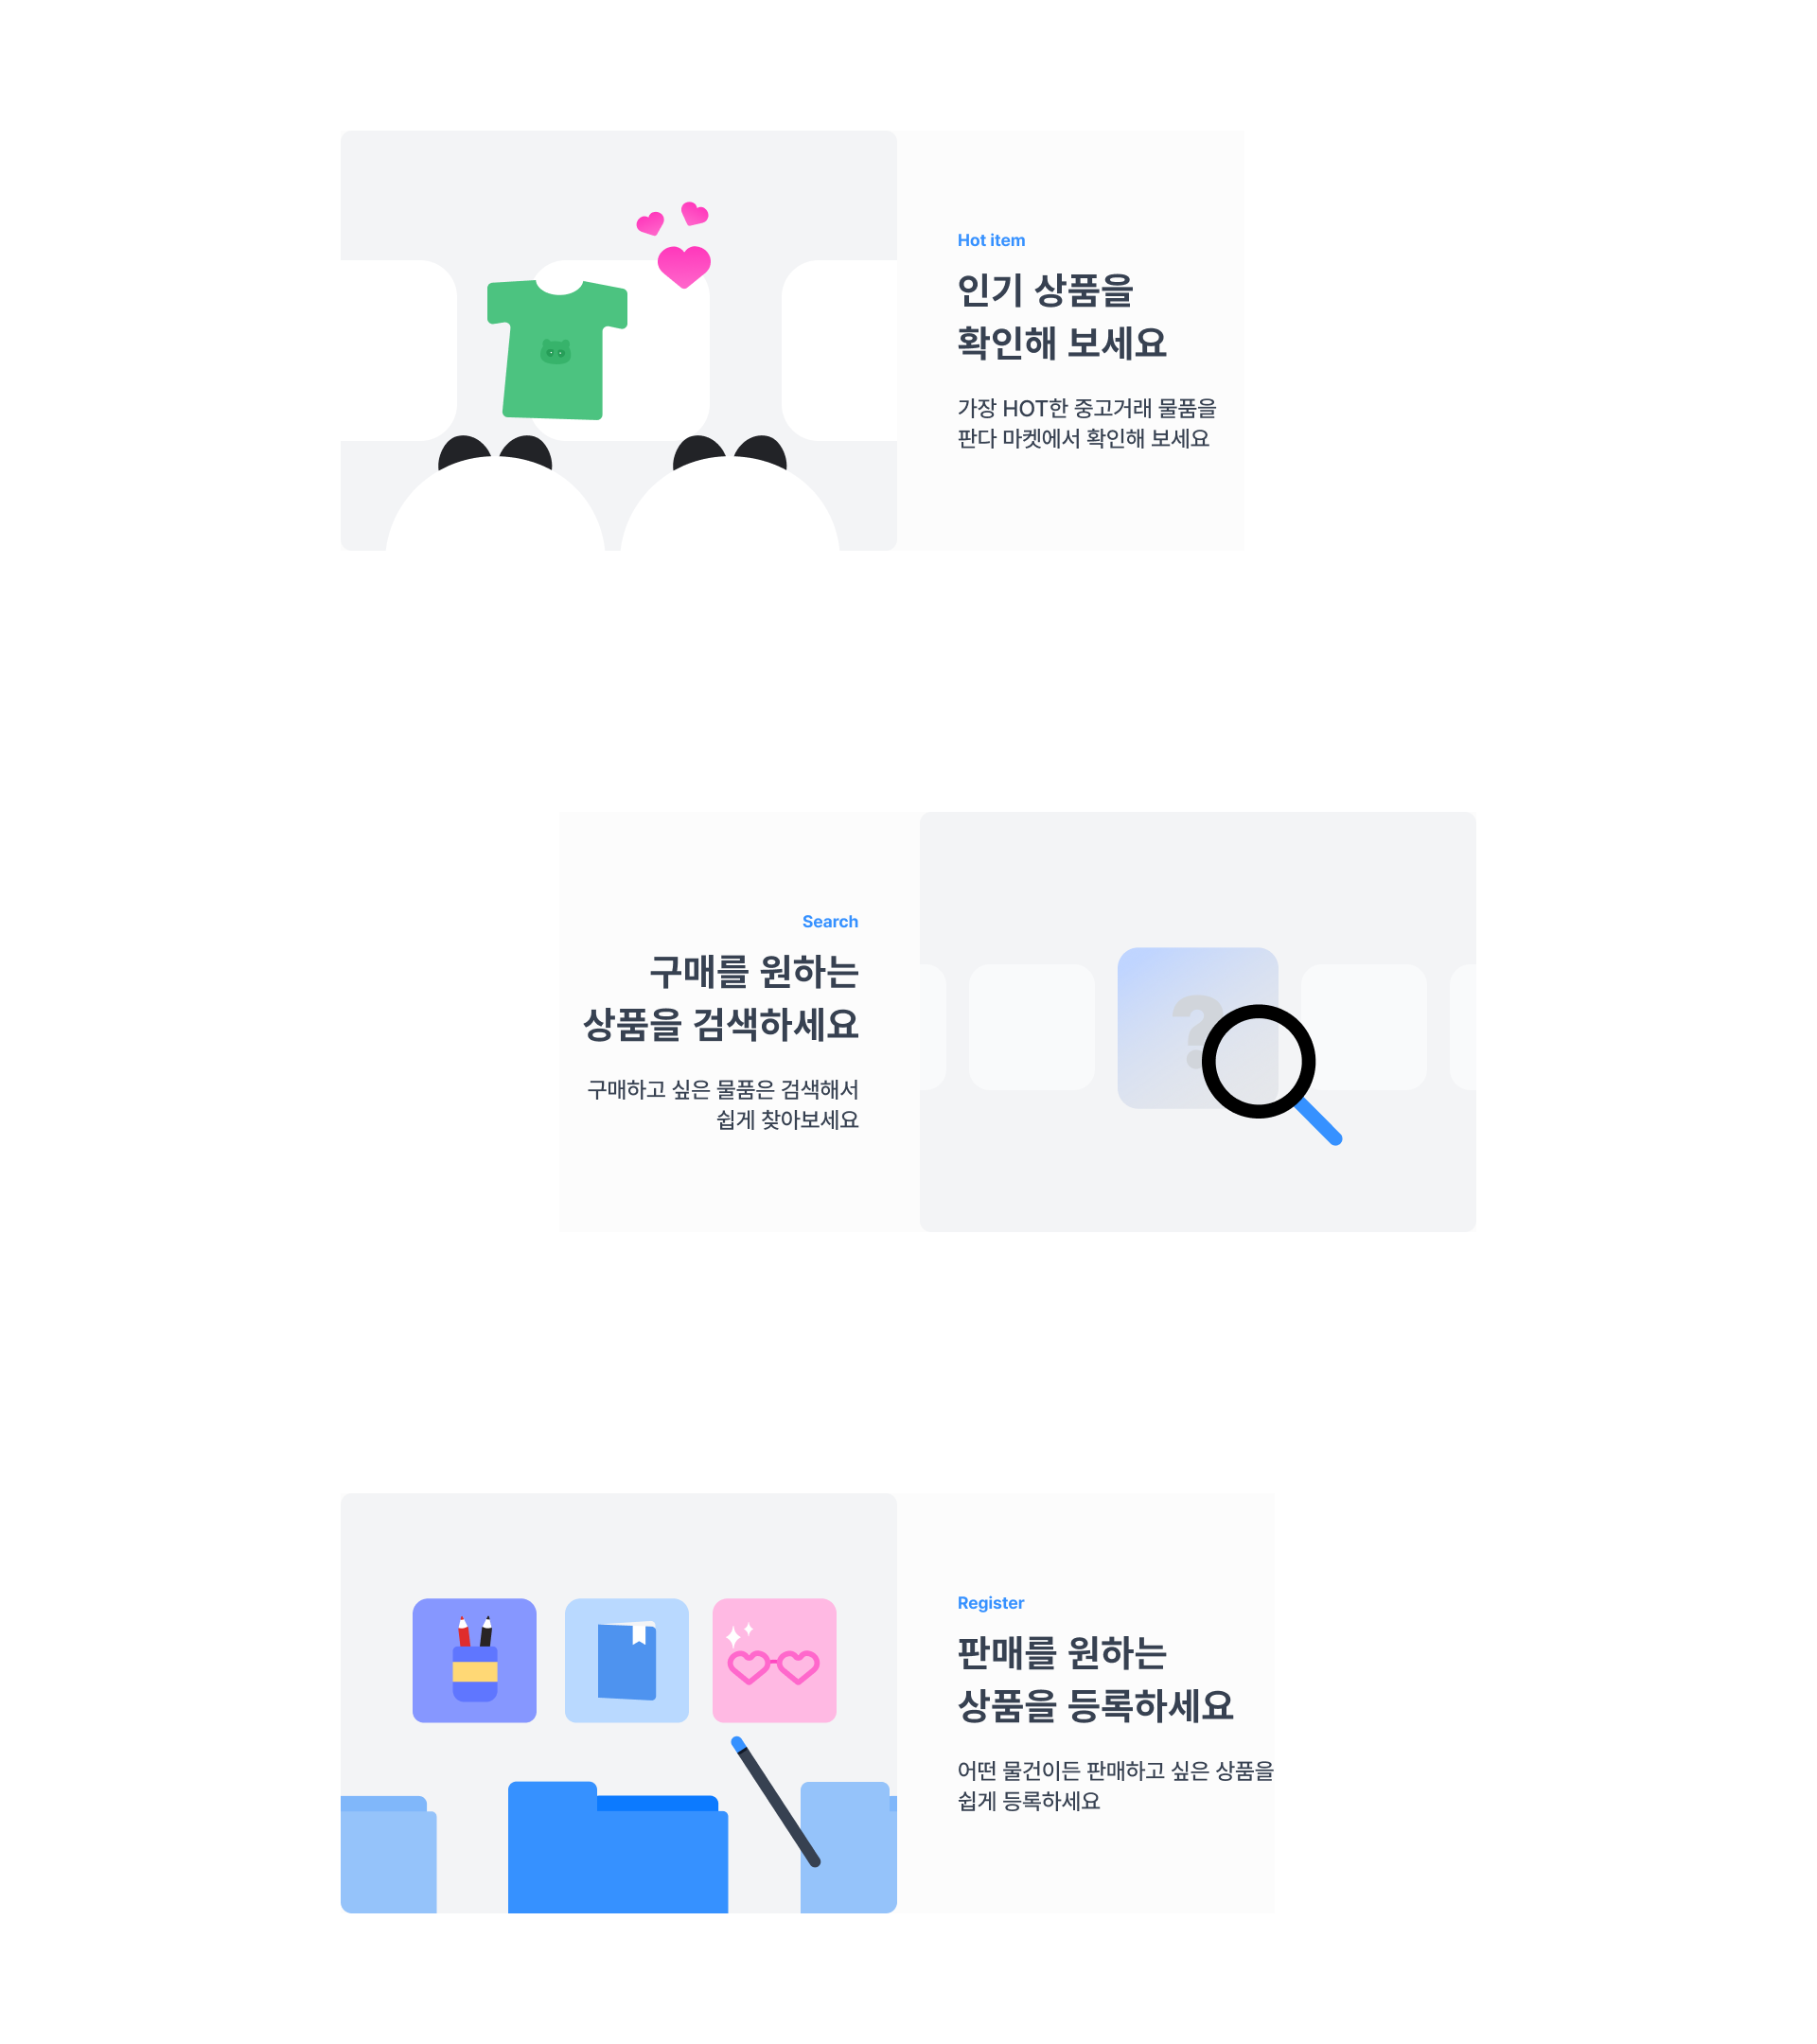 Hot item
인기 상품을
확인해 보세요
가장 HOT한 중고거래 물품을
판다 마켓에서 확인해 보세요
Search
구매를 원하는
상품을 검색하세요
구매하고 싶은 물품은 검색해서
쉽게 찾아보세요
?
Register
판매를 원하는
상품을 등록하세요
어떤 물건이든 판매하고 싶은 상품을
쉽게 등록하세요